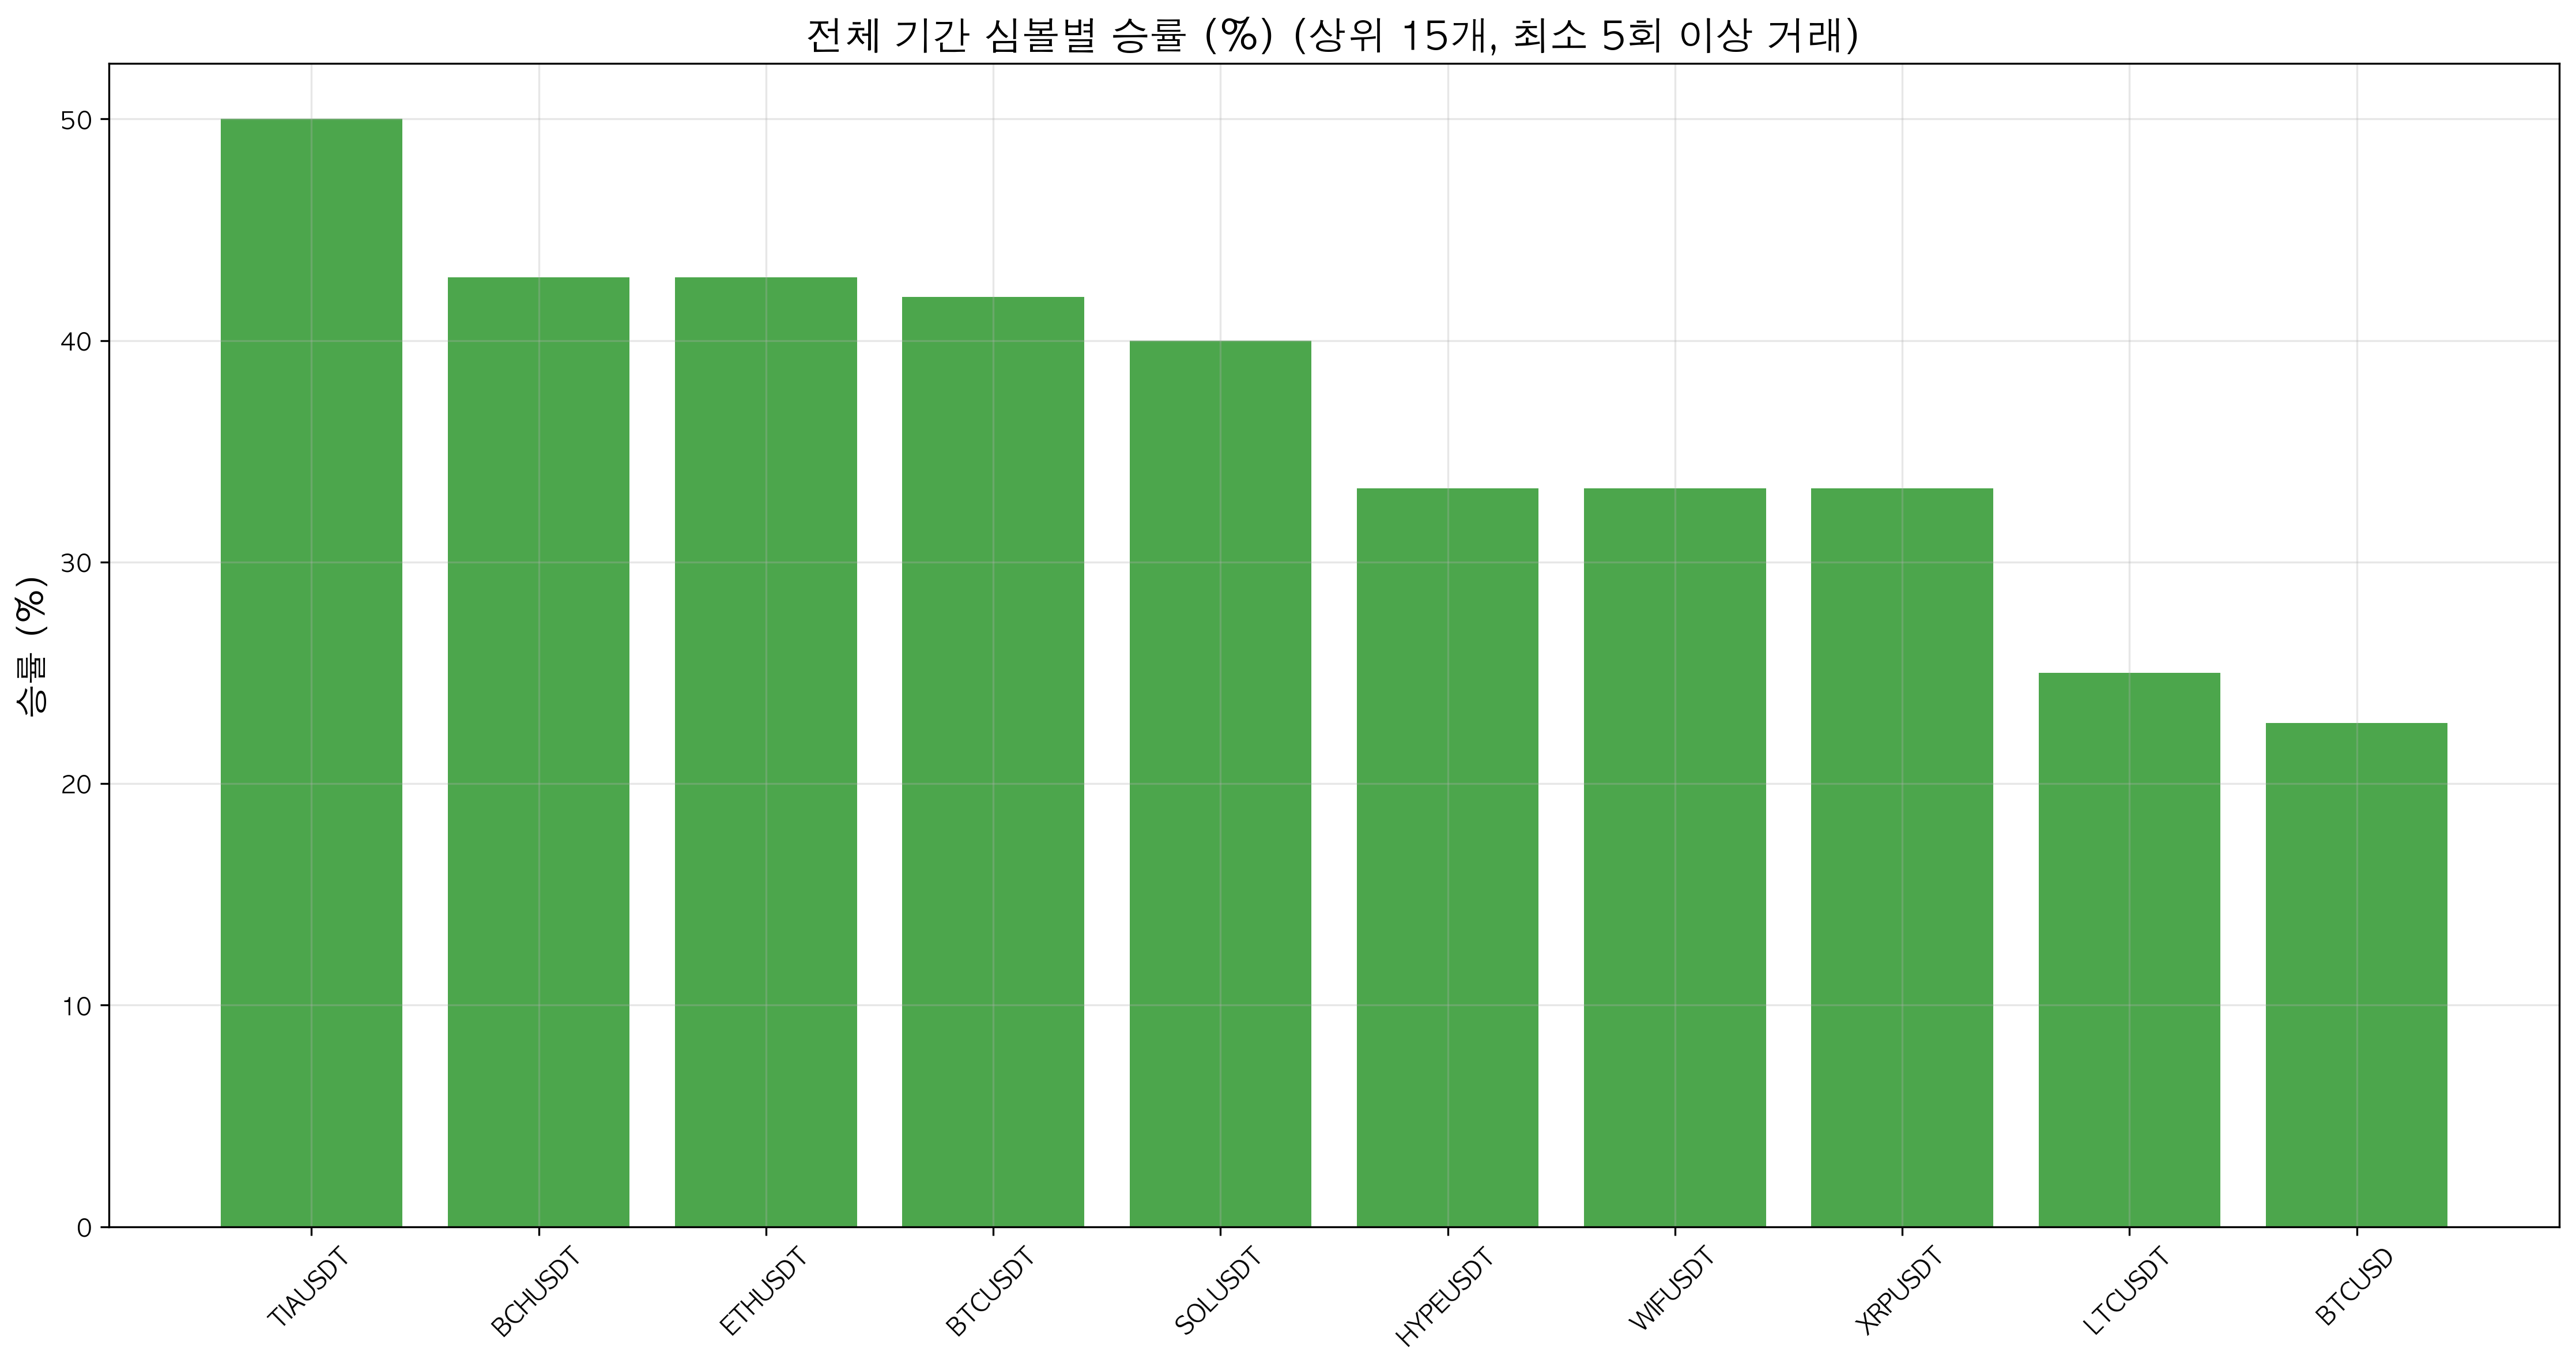 전체 기간 심볼별 승률 (%) (상위 15개, 최소 5회 이상 거래)
승률 (%)
50
40
30
20
10
0
TIAUSDT
BCHUSDT
ETHUSDT
BTCUSDT
SOLUSDT
HYPEUSDT
WIFUSDT
XRPUSDT
LTCUSDT
BTCUSD